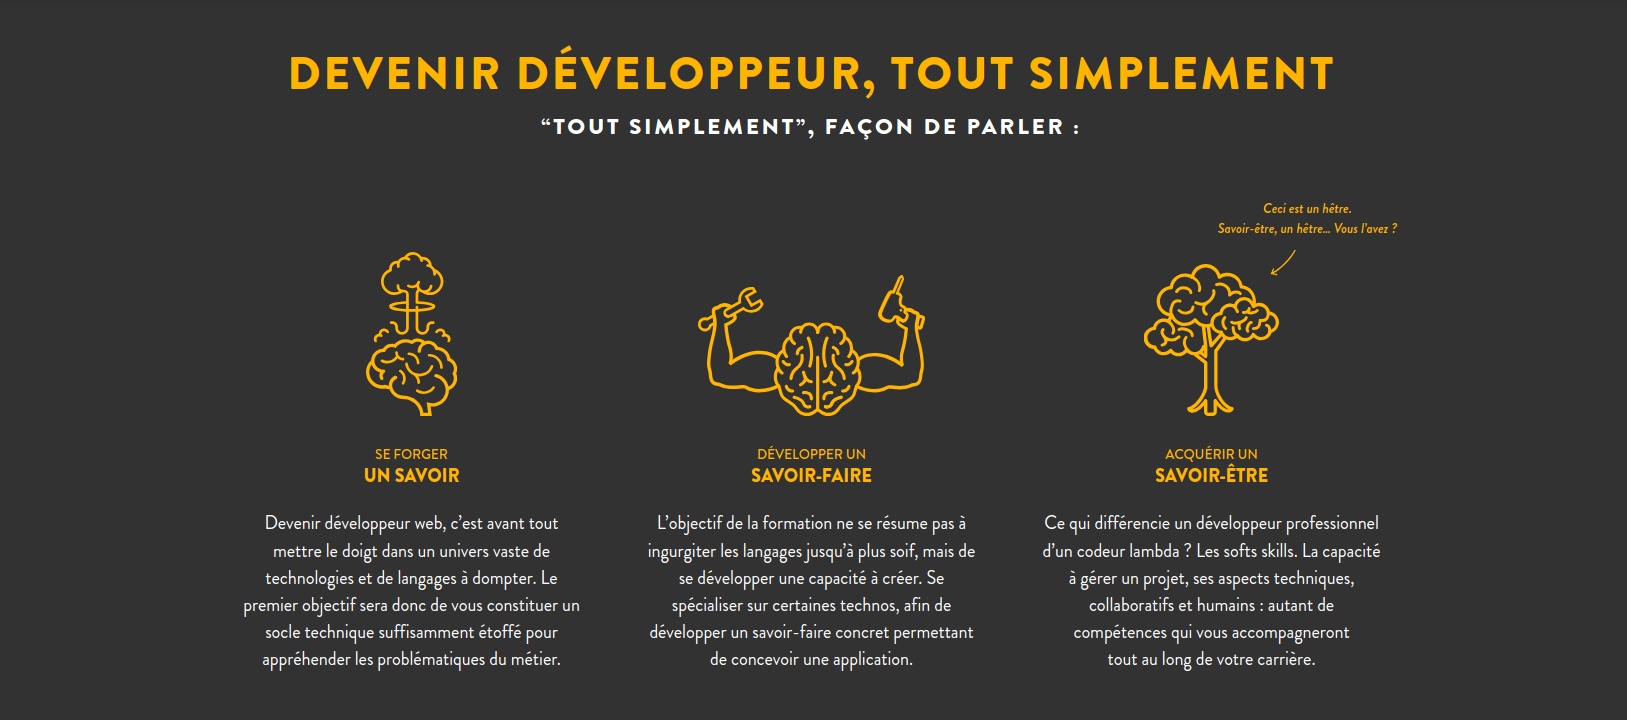 DEVENIR DÉVELOPPEUR, TOUT SIMPLEMENT
“TOUT SIMPLEMENT”, FAÇON DE PARLER :
Ceci est un hêtre.
Savoir-être, un hêtre... Vous l’avez ?
SE FORGER
UN SAVOIR
Devenir développeur web, c’est avant tout
mettre le doigt dans un univers vaste de
technologies et de langages à dompter. Le
premier objectif sera donc de vous constituer un
socle technique suffisamment étoffé pour
appréhender les problématiques du métier.
DÉVELOPPER UN
SAVOIR-FAIRE
L’objectif de la formation ne se résume pas à
ingurgiter les langages jusqu’à plus soif, mais de
se développer une capacité à créer. Se
spécialiser sur certaines technos, afin de
développer un savoir-faire concret permettant
de concevoir une application.
ACQUÉRIR UN
SAVOIR-ÊTRE
Ce qui différencie un développeur professionnel
d’un codeur lambda ? Les softs skills. La capacité
à gérer un projet, ses aspects techniques,
collaboratifs et humains : autant de
compétences qui vous accompagneront
tout au long de votre carrière.